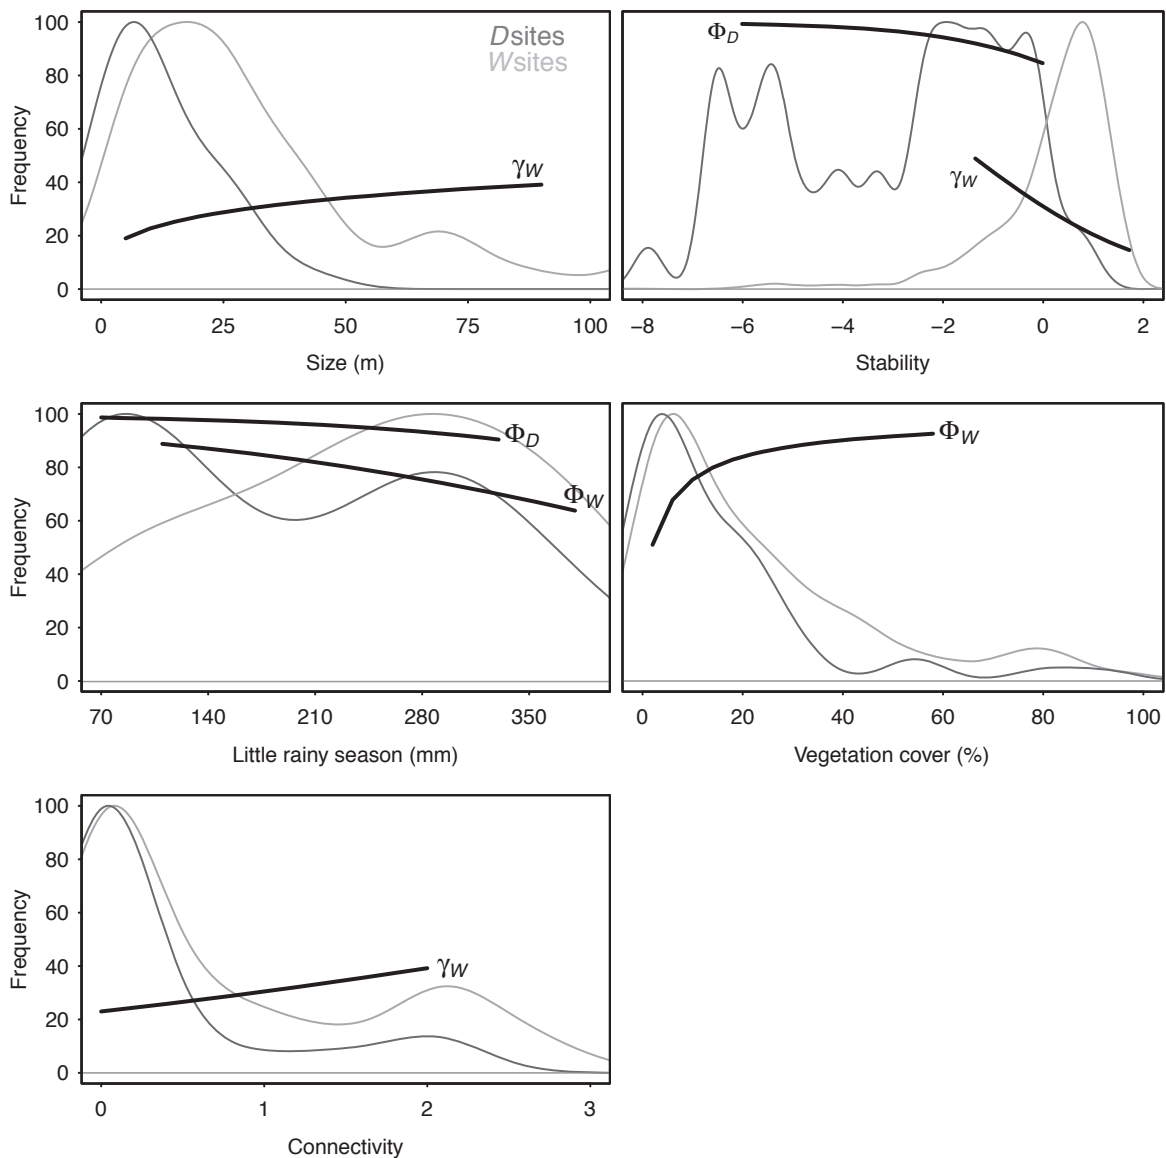 Frequency
100
80
60
40
20
0
Dsites
Wsites
γW
0 25 50 75 100
Size (m)
ΦD
γW
−8 −6 −4 −2 0 2
Stability
Frequency
100
80
60
40
20
0
ΦD
ΦW
70 140 210 280 350
Little rainy season (mm)
ΦW
0 20 40 60 80 100
Vegetation cover (%)
Frequency
100
80
60
40
20
0
γW
0 1 2 3
Connectivity